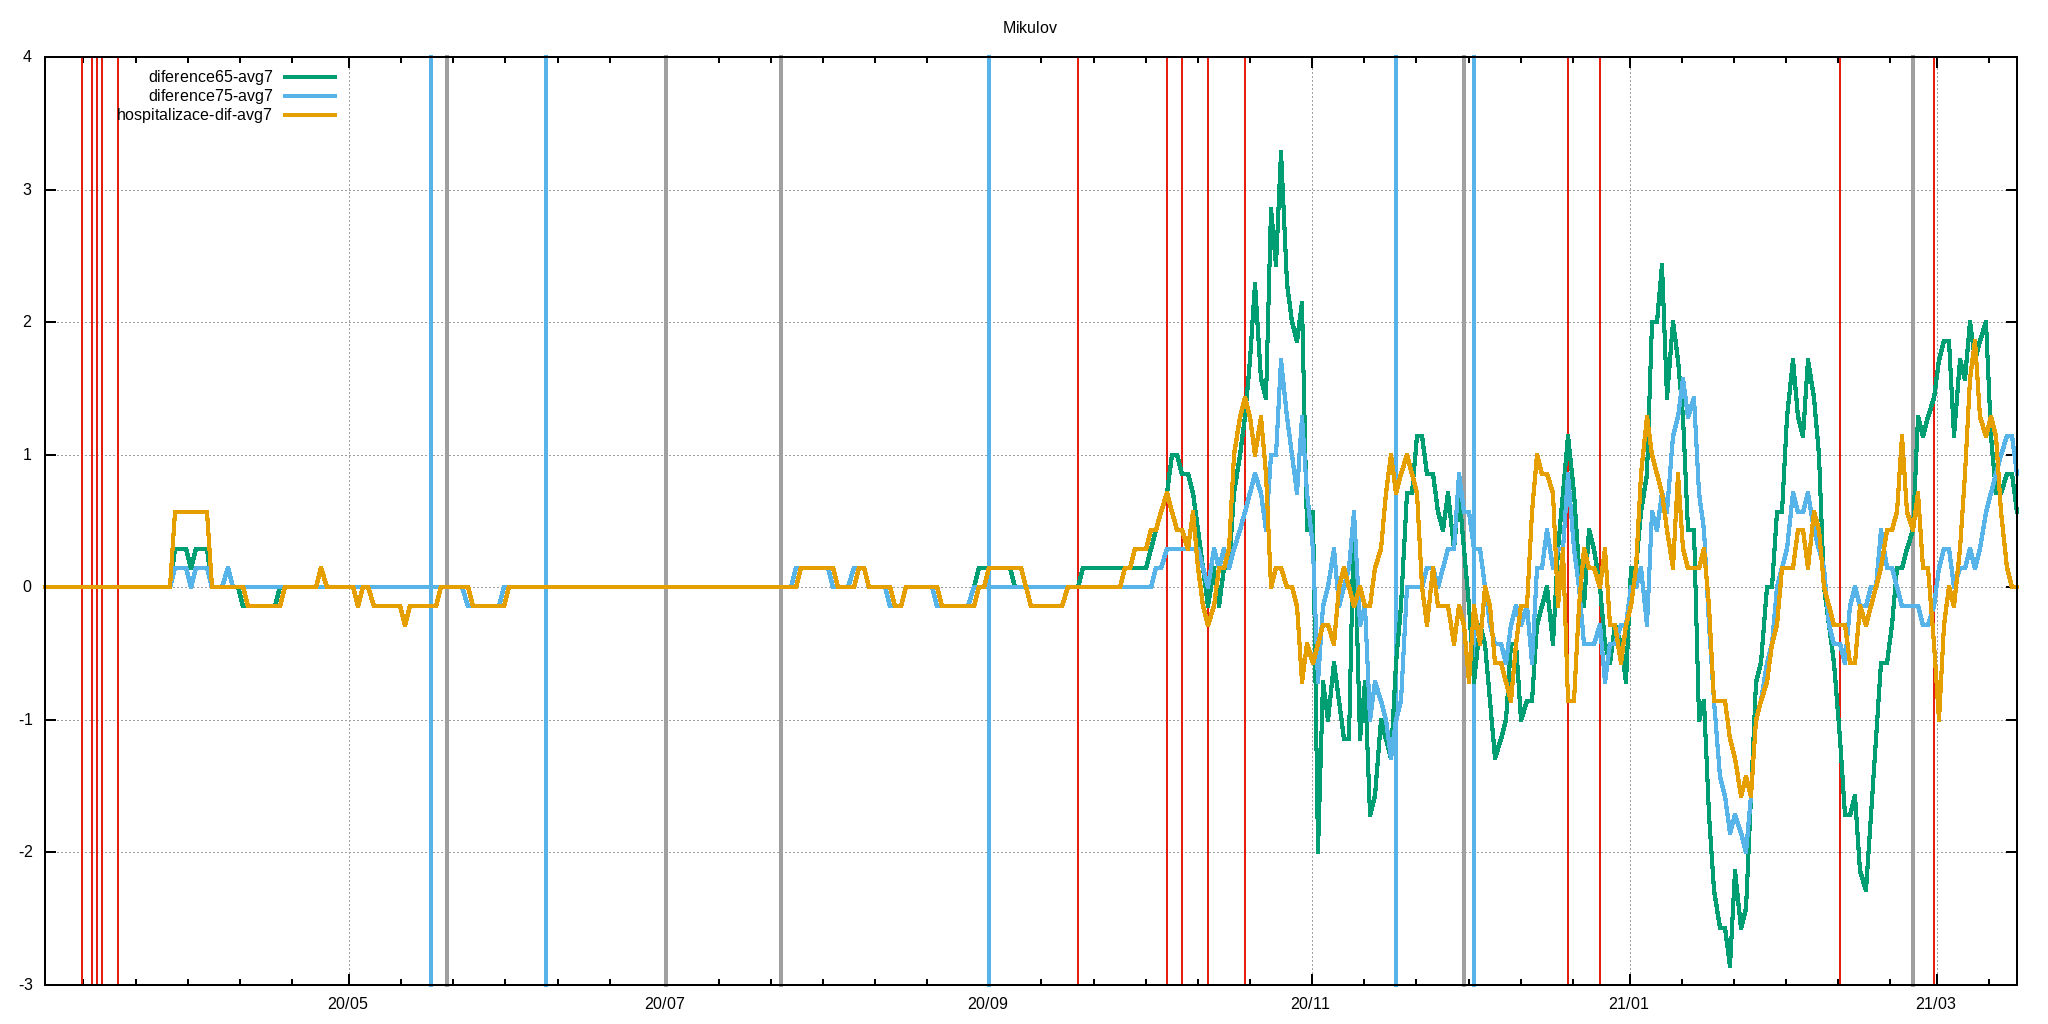 Mikulov
diference65-avg7
diference75-avg7
hospitalizace-dif-avg7
4
3
2
1
0
-1
-2
-3
20/05 20/07 20/09 20/11 21/01 21/03